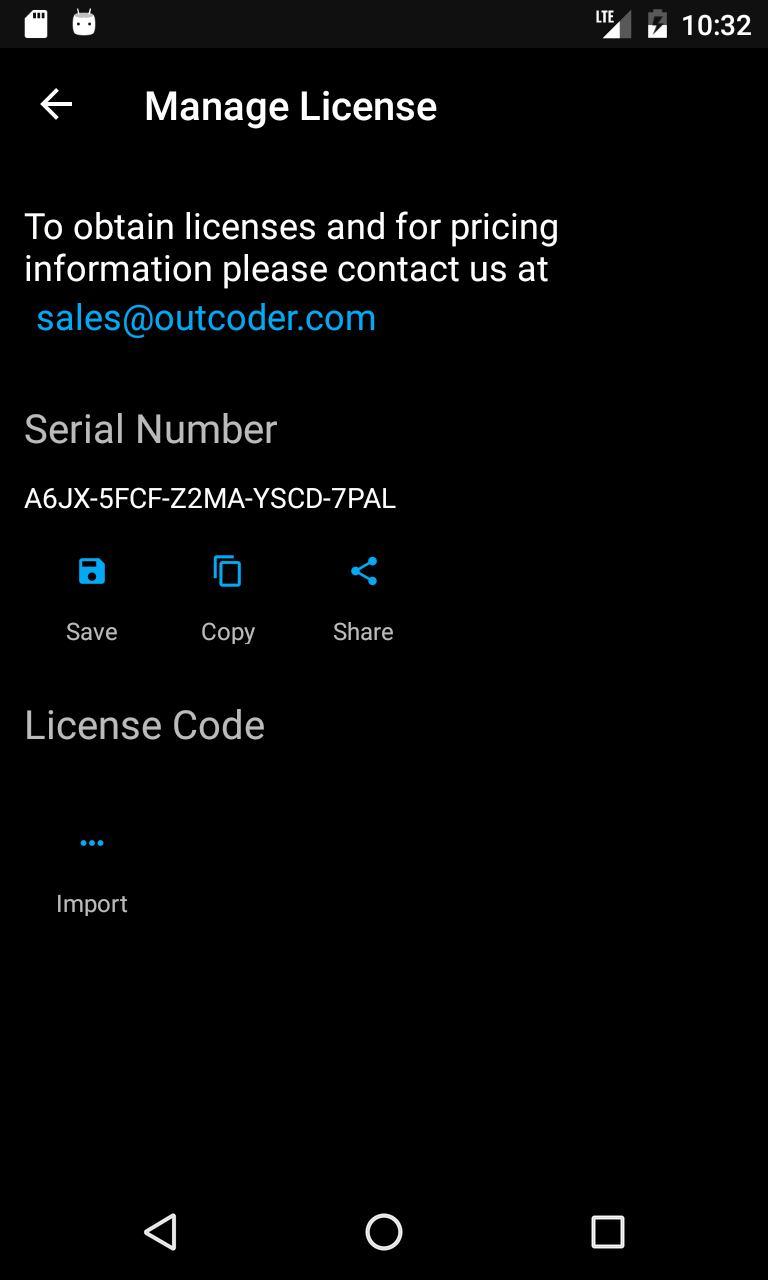 LTE 10:32
Manage License
To obtain licenses and for pricing
information please contact us at
sales@outcoder.com
Serial Number
A6JX-5FCF-Z2MA-YSCD-7PAL
Save Copy Share
License Code
Import